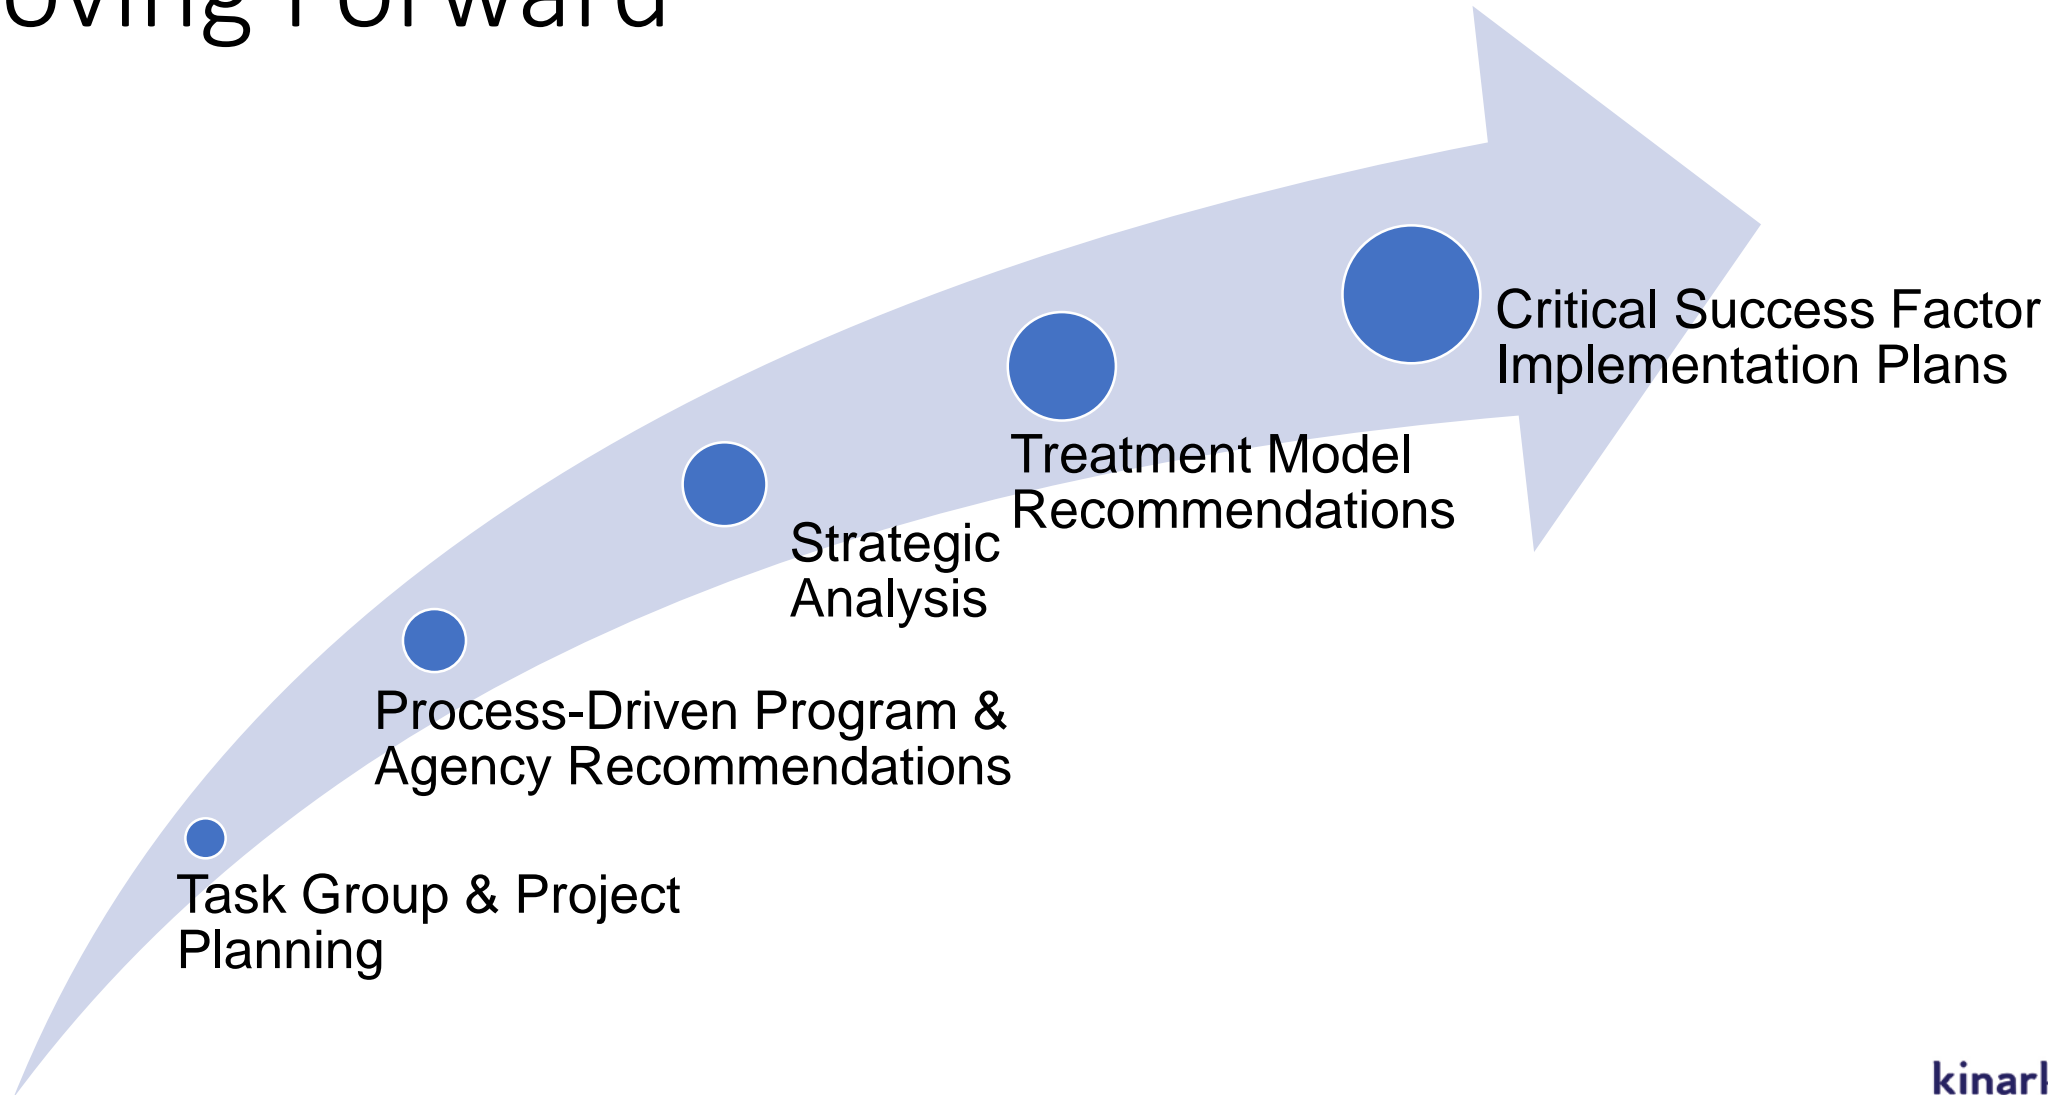 oving Forward
Critical Success Factor
Implementation Plans
Treatment Model
Recommendations
Strategic
Analysis
Process-Driven Program &
Agency Recommendations
Task Group & Project
Planning
kinark